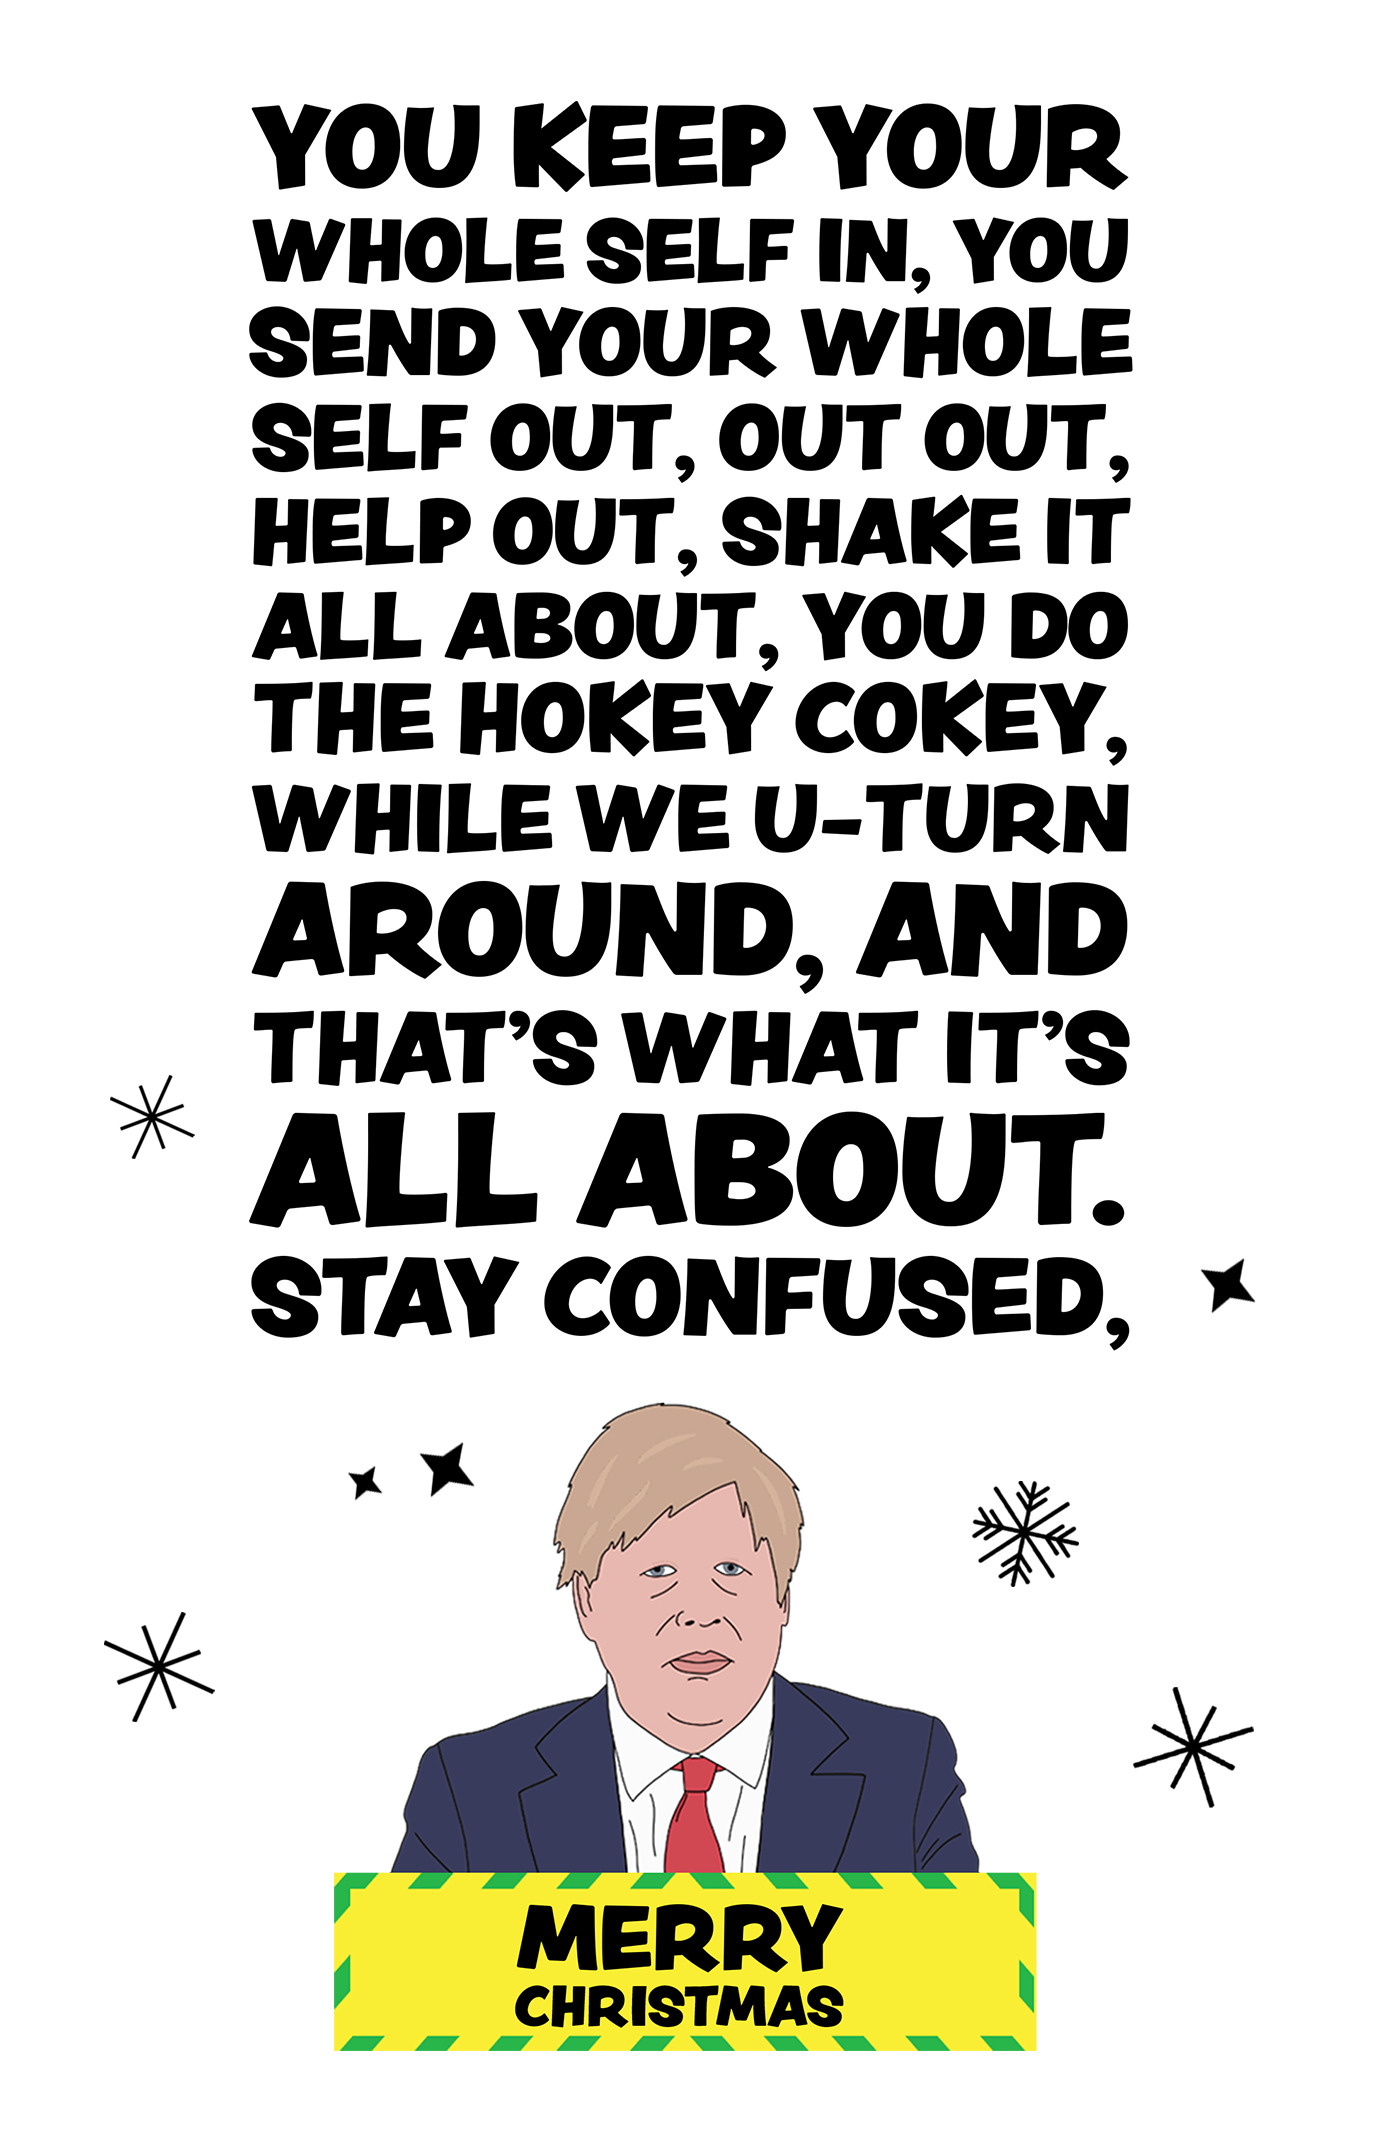 YOU KEEP YOUR
WHOLE SELF IN, YOU
SEND YOUR WHOLE
SELF OUT, OUT OUT,
HELP OUT, SHAKE IT
ALL ABOUT, YOU DO
THE HOKEY COKEY,
WHILE WE U-TURN
AROUND, AND
THAT'S WHAT IT'S
ALL ABOUT.
STAY CONFUSED,
MERRY
CHRISTMAS